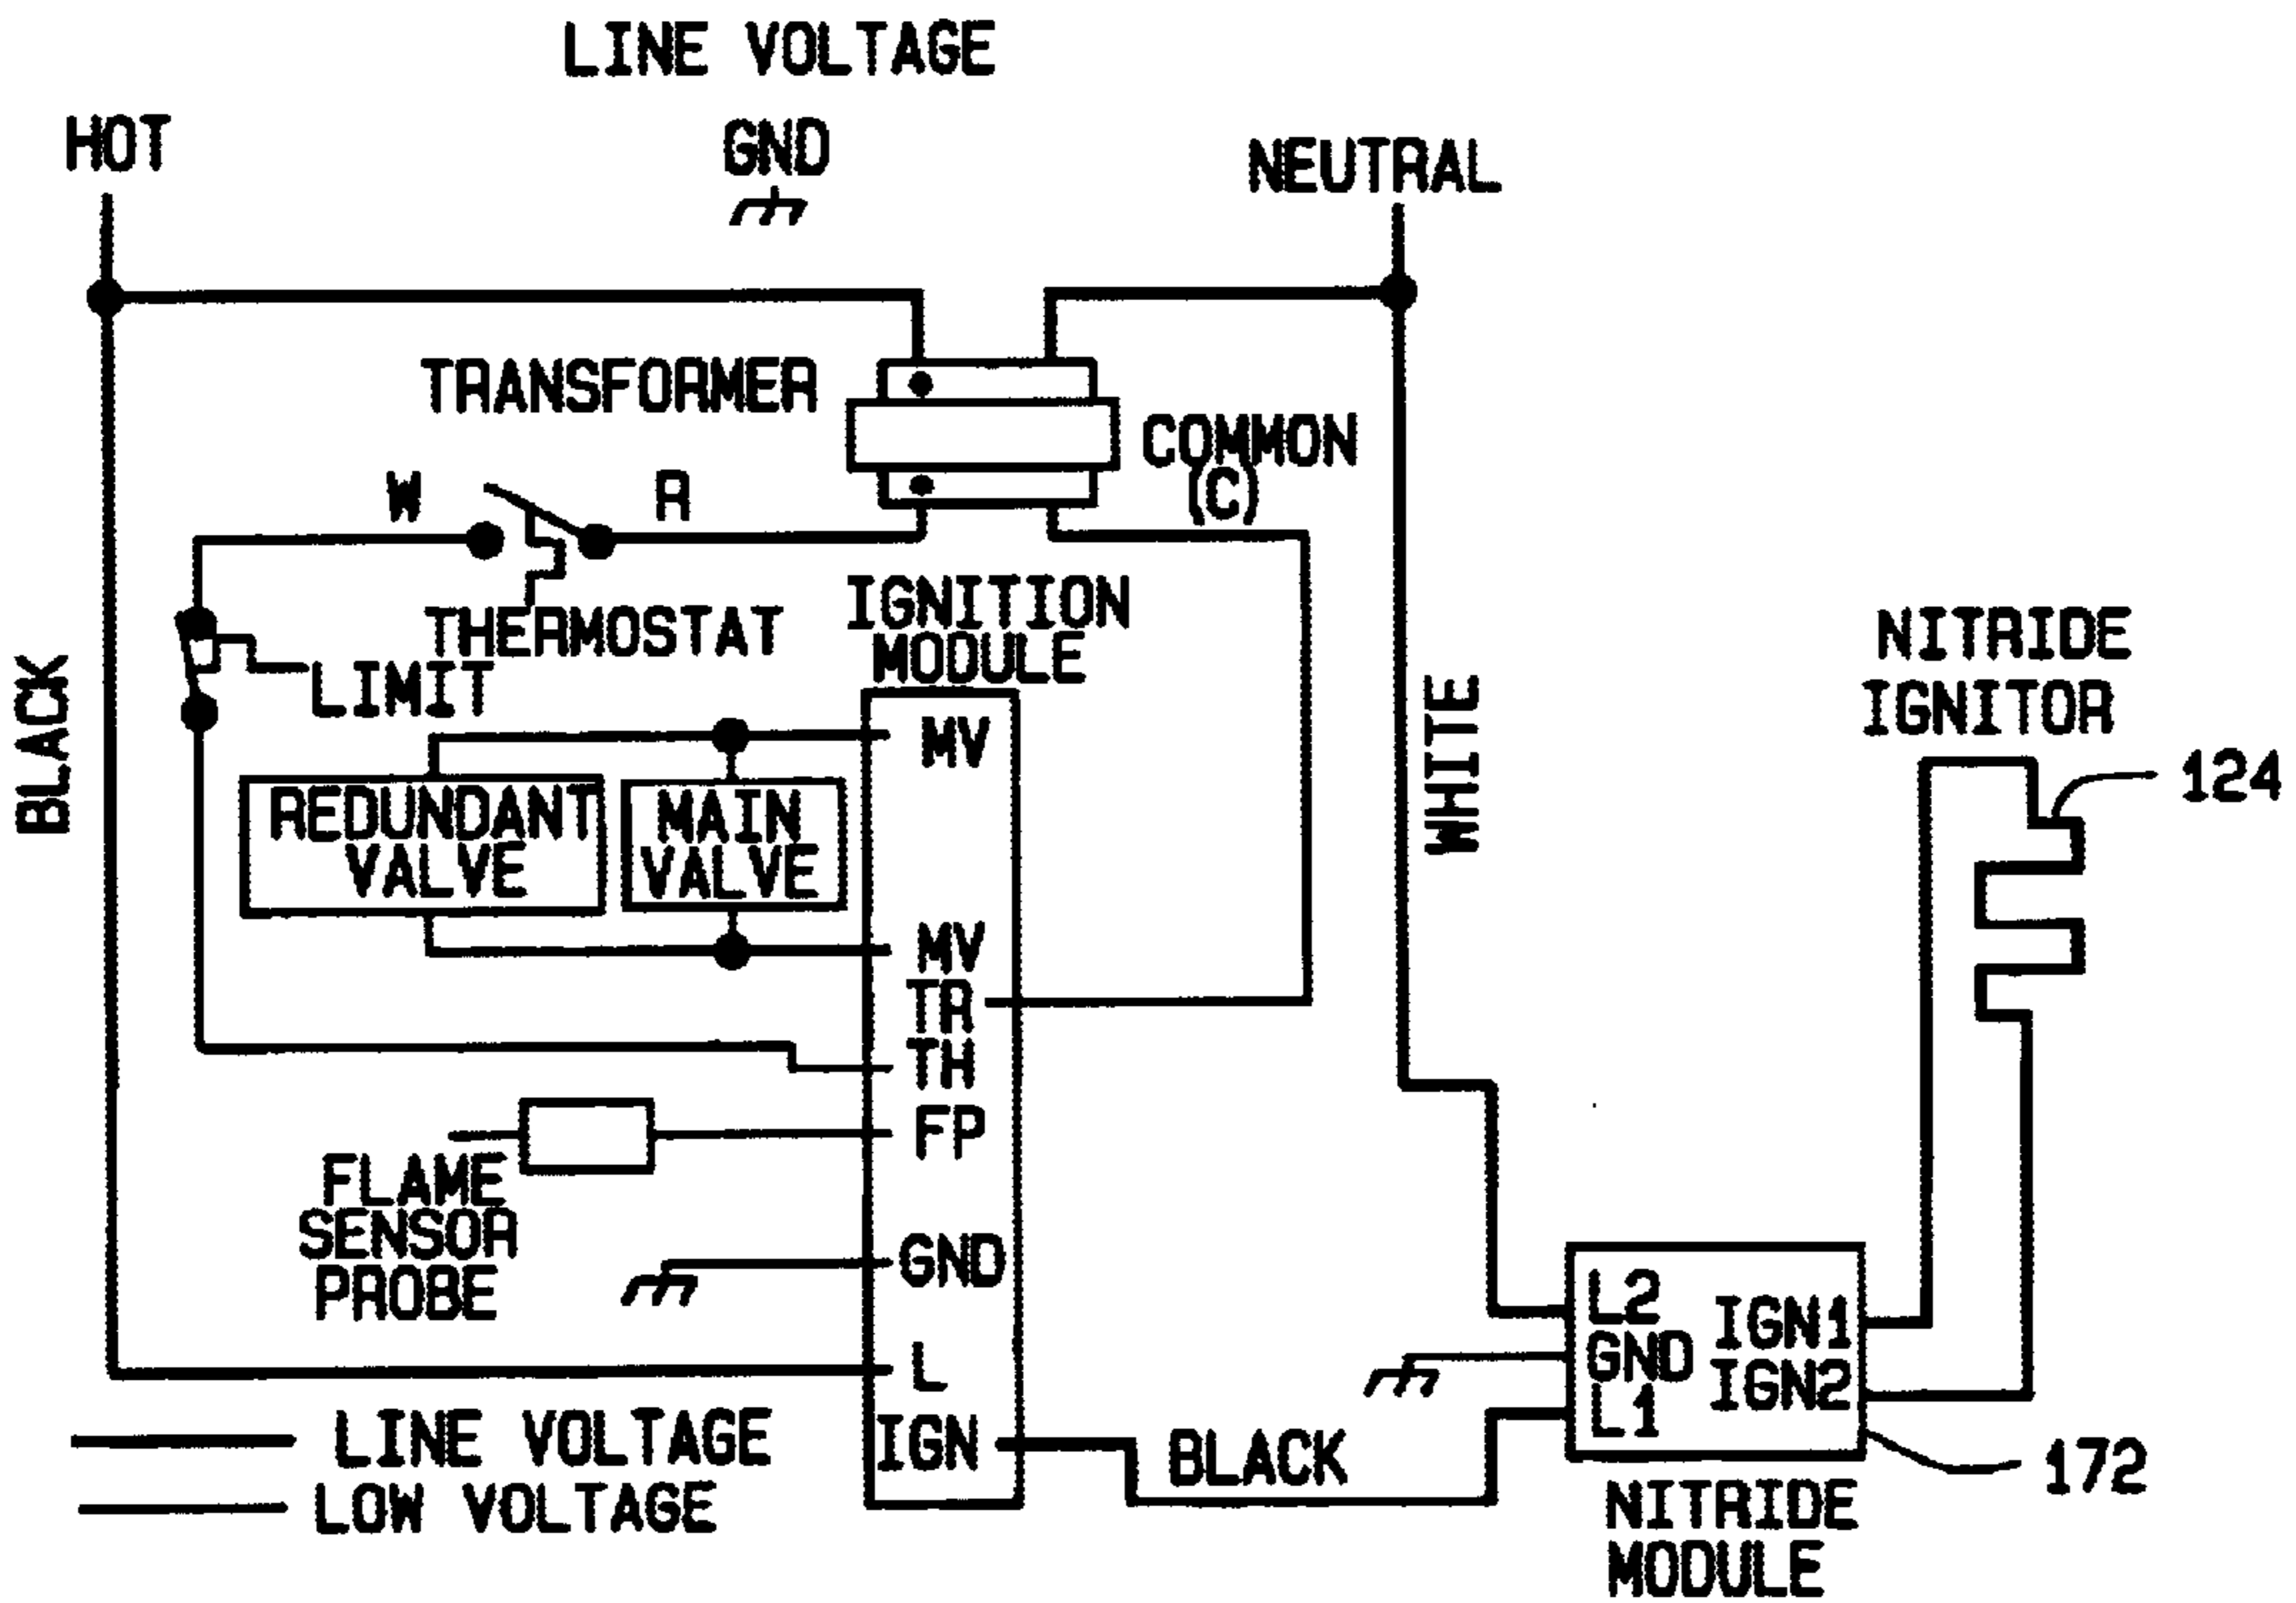 LINE VOLTAGE
HOT
GND
NEUTRAL
TRANSFORMER
COMMON
(C)
W
R
THERMOSTAT
IGNITION
MODULE
LIMIT
BLACK
WHITE
NITRIDE
IGNITOR
124
MV
REDUNDANT
VALVE
MAIN
VALVE
MV
TR
TH
FP
FLAME
SENSOR
PROBE
GND
L
IGN
L2
GND
L1
IGN1
IGN2
BLACK
172
NITRIDE
MODULE
LINE VOLTAGE
LOW VOLTAGE